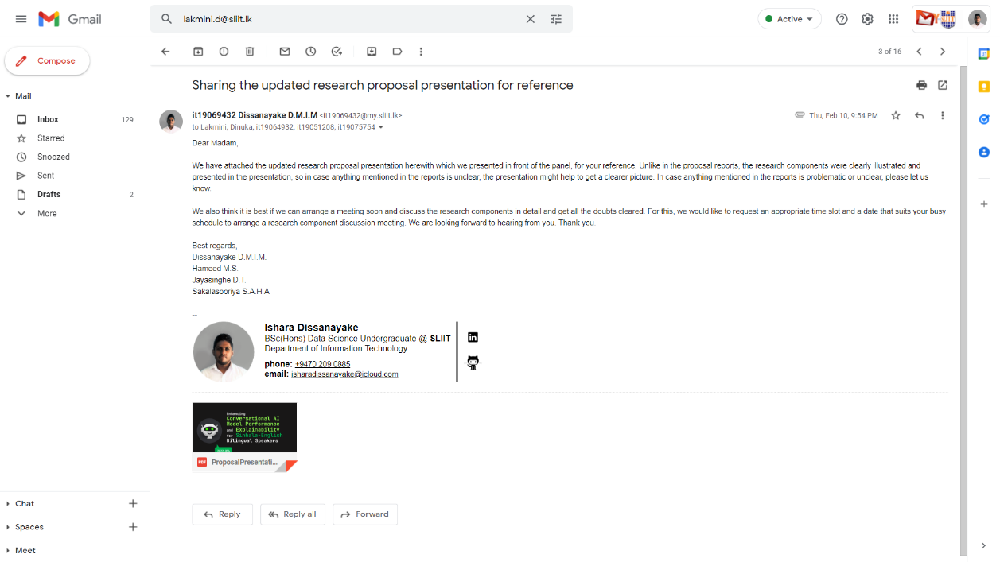 Gmail
lakmini.d@sliit.lk
Active
Compose
3 of 16
Mail
Inbox 129
Starred
Snoozed
Sent
Drafts 2
More
Sharing the updated research proposal presentation for reference
it19069432 Dissanayake D.M.I.M <it19069432@my.sliit.lk>
Thu, Feb 10, 9:54 PM
to Lakmini, Dinuka, it19064932, it19051208, it19075754
Dear Madam,
We have attached the updated research proposal presentation herewith which we presented in front of the panel, for your reference. Unlike in the proposal reports, the research components were clearly illustrated and
presented in the presentation, so in case anything mentioned in the reports is unclear, the presentation might help to get a clearer picture. In case anything mentioned in the reports is problematic or unclear, please let us
know.
We also think it is best if we can arrange a meeting soon and discuss the research components in detail and get all the doubts cleared. For this, we would like to request an appropriate time slot and a date that suits your busy
schedule to arrange a research component discussion meeting. We are looking forward to hearing from you. Thank you.
Best regards,
Dissanayake D.M.I.M.
Hameed M.S.
Jayasinghe D.T.
Sakalasooriya S.A.H.A
--
Ishara Dissanayake
BSc(Hons) Data Science Undergraduate @ SLIIT
Department of Information Technology
phone: +9470 209 0885
email: isharadissanayake@icloud.com
in
Enhancing
Conversational AI
Model Performance
and Explainability
for Sinhala-English
Bilingual Speakers
PDF ProposalPresentati...
Reply
Reply all
Forward
Chat
Spaces
Meet
31